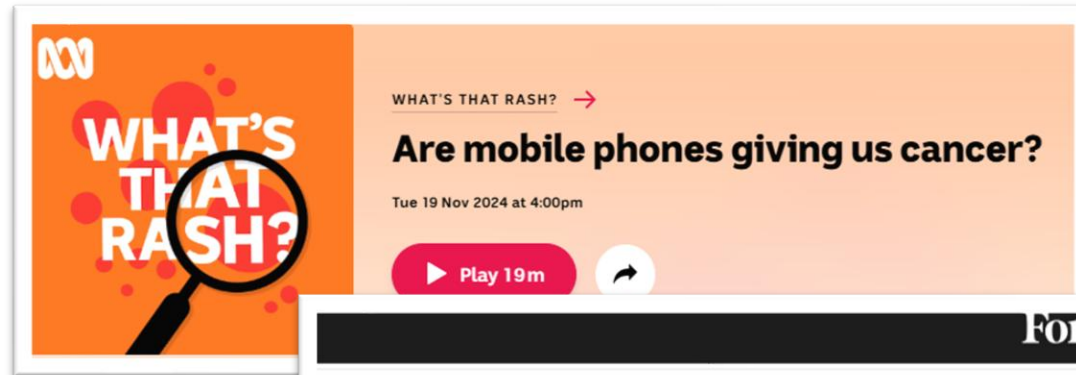 ABC
WHAT'S
THAT
RASH?
WHAT'S THAT RASH? →
Are mobile phones giving us cancer?
Tue 19 Nov 2024 at 4:00pm
Play 19m